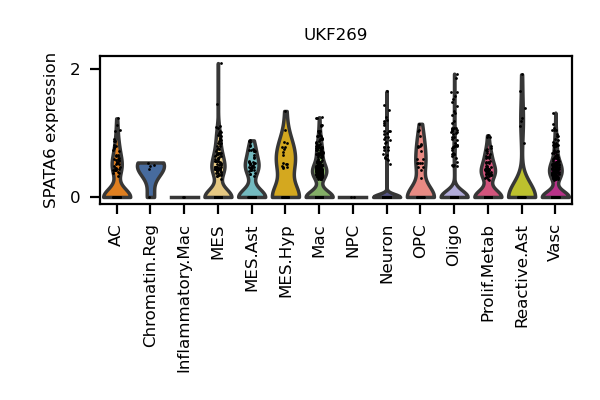 UKF269
SPATA6 expression
2
0
AC
Chromatin.Reg
Inflammatory.Mac
MES
MES.Ast
MES.Hyp
Mac
NPC
Neuron
OPC
Oligo
Prolif.Metab
Reactive.Ast
Vasc